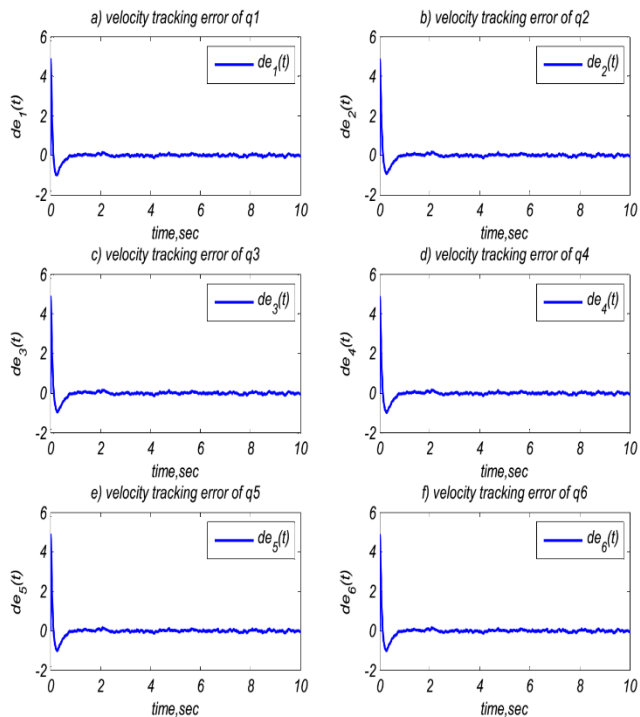 a) velocity tracking error of q1
b) velocity tracking error of q2
6
4
2
0
-2
de1(t)
de1(t)
0 2 4 6 8 10
time,sec
6
4
2
0
-2
de2(t)
de2(t)
0 2 4 6 8 10
time,sec
c) velocity tracking error of q3
d) velocity tracking error of q4
6
4
2
0
-2
de3(t)
de3(t)
0 2 4 6 8 10
time,sec
6
4
2
0
-2
de4(t)
de4(t)
0 2 4 6 8 10
time,sec
e) velocity tracking error of q5
f) velocity tracking error of q6
6
4
2
0
-2
de5(t)
de5(t)
0 2 4 6 8 10
time,sec
6
4
2
0
-2
de6(t)
de6(t)
0 2 4 6 8 10
time,sec